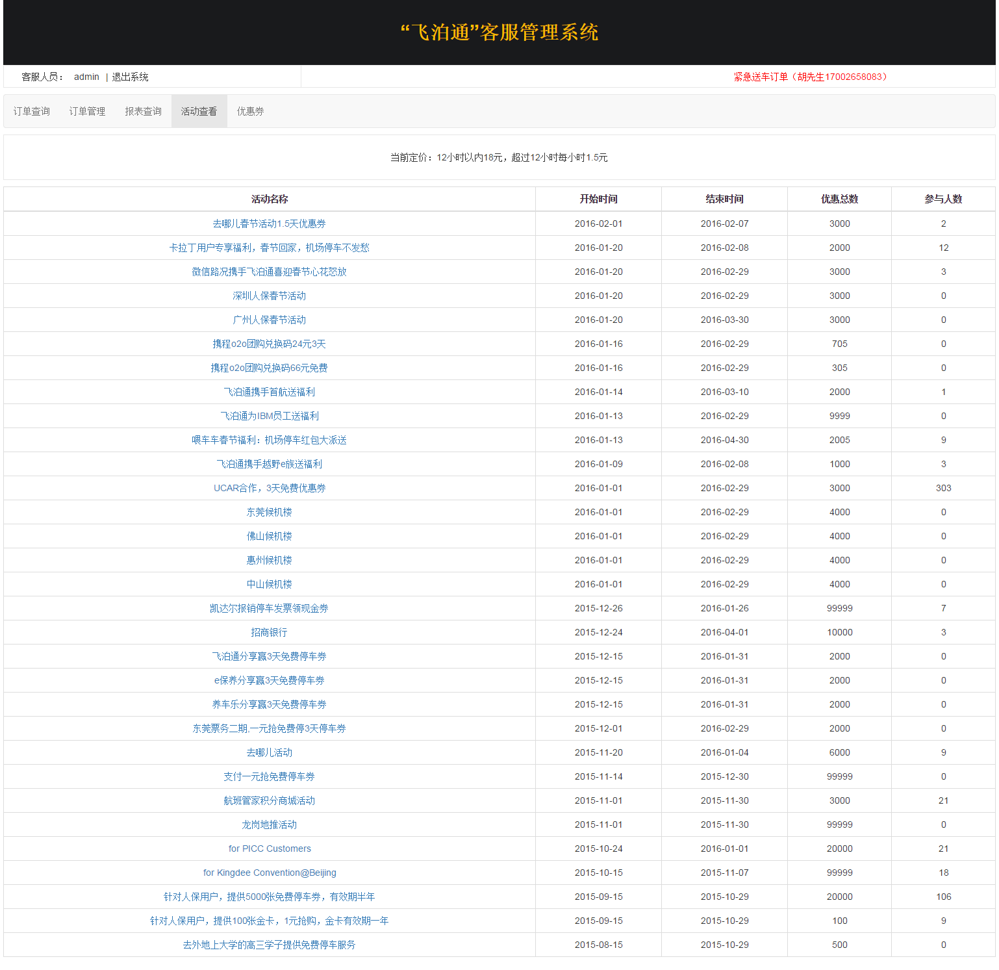 “飞泊通”客服管理系统
客服人员： admin | 退出系统 紧急送车订单（胡先生17002658083）
订单查询 订单管理 报表查询 活动查看 优惠券
当前定价：12小时以内18元，超过12小时每小时1.5元
活动名称 开始时间 结束时间 优惠总数 参与人数
去哪儿春节活动1.5天优惠券 2016-02-01 2016-02-07 3000 2
卡拉丁用户专享福利，春节回家，机场停车不发愁 2016-01-20 2016-02-08 2000 12
微信路况携手飞泊通喜迎春节心花怒放 2016-01-20 2016-02-29 3000 3
深圳人保春节活动 2016-01-20 2016-02-29 3000 0
广州人保春节活动 2016-01-20 2016-03-30 3000 0
携程o2o团购兑换码24元3天 2016-01-16 2016-02-29 705 0
携程o2o团购兑换码66元免费 2016-01-16 2016-02-29 305 0
飞泊通携手首航送福利 2016-01-14 2016-03-10 2000 1
飞泊通为IBM员工送福利 2016-01-13 2016-02-29 9999 0
喂车车春节福利：机场停车红包大派送 2016-01-13 2016-04-30 2005 9
飞泊通携手越野e族送福利 2016-01-09 2016-02-08 1000 3
UCAR合作，3天免费优惠券 2016-01-01 2016-02-29 3000 303
东莞候机楼 2016-01-01 2016-02-29 4000 0
佛山候机楼 2016-01-01 2016-02-29 4000 0
惠州候机楼 2016-01-01 2016-02-29 4000 0
中山候机楼 2016-01-01 2016-02-29 4000 0
凯达尔报销停车发票领现金券 2015-12-26 2016-01-26 99999 7
招商银行 2015-12-24 2016-04-01 10000 3
飞泊通分享赢3天免费停车券 2015-12-15 2016-01-31 2000 0
e保养分享赢3天免费停车券 2015-12-15 2016-01-31 2000 0
养车乐分享赢3天免费停车券 2015-12-15 2016-01-31 2000 0
东莞票务二期,一元抢免费停3天停车券 2015-12-01 2016-02-29 2000 0
去哪儿活动 2015-11-20 2016-01-04 6000 9
支付一元抢免费停车券 2015-11-14 2015-12-30 99999 0
航班管家积分商城活动 2015-11-01 2015-11-30 3000 21
龙岗地推活动 2015-11-01 2015-11-30 99999 0
for PICC Customers 2015-10-24 2016-01-01 20000 21
for Kingdee Convention@Beijing 2015-10-15 2015-11-07 99999 18
针对人保用户，提供5000张免费停车券，有效期半年 2015-09-15 2015-10-29 20000 106
针对人保用户，提供100张金卡，1元抢购，金卡有效期一年 2015-09-15 2015-10-29 100 9
去外地上大学的高三学子提供免费停车服务 2015-08-15 2015-10-29 500 0